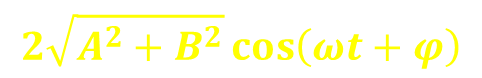 2√(A² + B²) cos(ωt + φ)